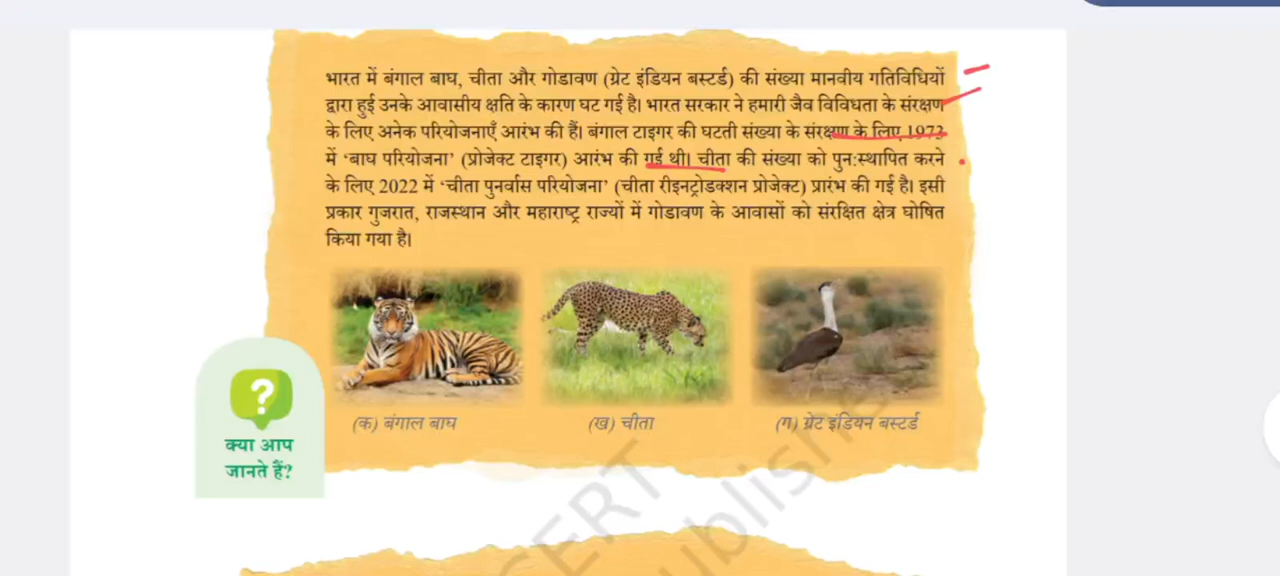 भारत में बंगाल बाघ, चीता और गोडावण (ग्रेट इंडियन बस्टर्ड) की संख्या मानवीय गतिविधियों
द्वारा हुई उनके आवासीय क्षति के कारण घट गई है। भारत सरकार ने हमारी जैव विविधता के संरक्षण
के लिए अनेक परियोजनाएँ आरंभ की हैं। बंगाल टाइगर की घटती संख्या के संरक्षण के लिए 1973
में ‘बाघ परियोजना’ (प्रोजेक्ट टाइगर) आरंभ की गई थी। चीता की संख्या को पुन:स्थापित करने
के लिए 2022 में ‘चीता पुनर्वास परियोजना’ (चीता रीइनट्रोडक्शन प्रोजेक्ट) प्रारंभ की गई है। इसी
प्रकार गुजरात, राजस्थान और महाराष्ट्र राज्यों में गोडावण के आवासों को संरक्षित क्षेत्र घोषित
किया गया है।
(क) बंगाल बाघ
(ख) चीता
(ग) ग्रेट इंडियन बस्टर्ड
?
क्या आप
जानते हैं?